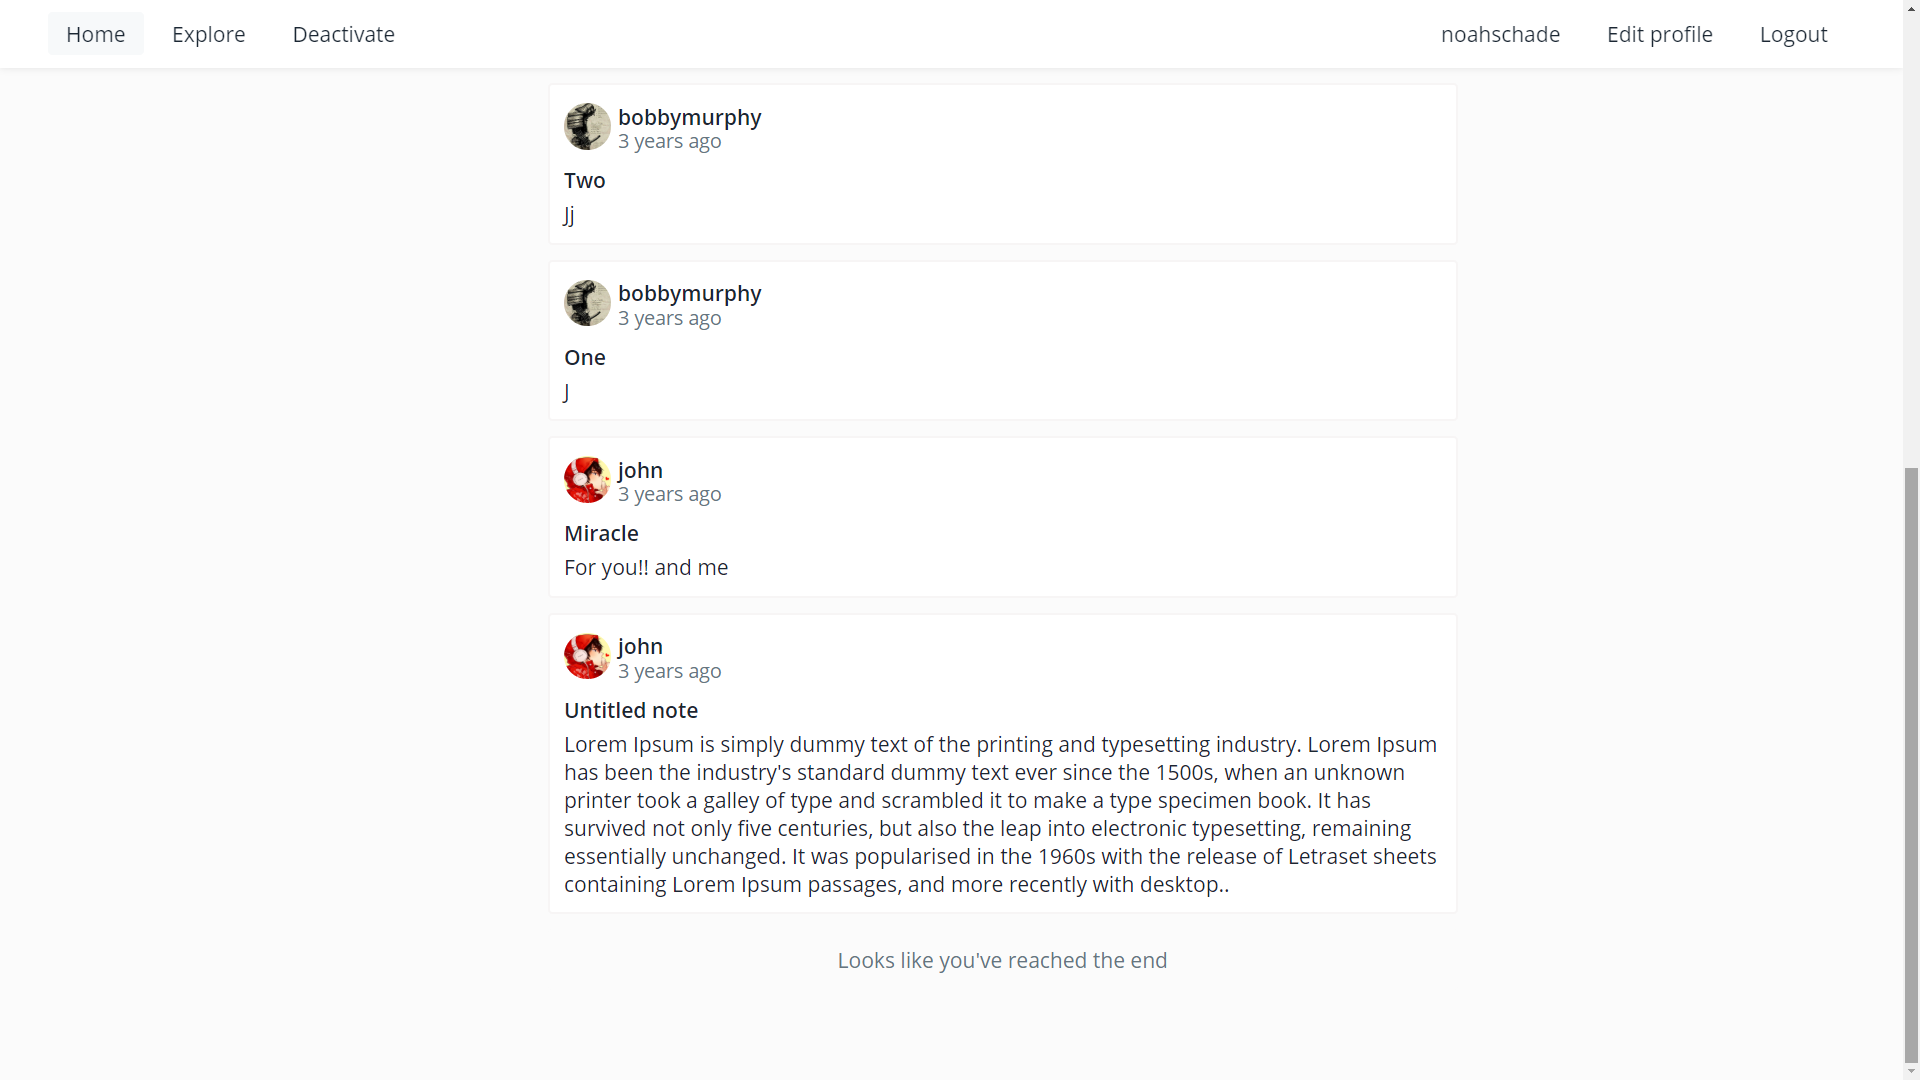 Home Explore Deactivate noahschade Edit profile Logout
bobbymurphy
3 years ago
Two
Jj
bobbymurphy
3 years ago
One
J
john
3 years ago
Miracle
For you!! and me
john
3 years ago
Untitled note
Lorem Ipsum is simply dummy text of the printing and typesetting industry. Lorem Ipsum
has been the industry's standard dummy text ever since the 1500s, when an unknown
printer took a galley of type and scrambled it to make a type specimen book. It has
survived not only five centuries, but also the leap into electronic typesetting, remaining
essentially unchanged. It was popularised in the 1960s with the release of Letraset sheets
containing Lorem Ipsum passages, and more recently with desktop..
Looks like you've reached the end